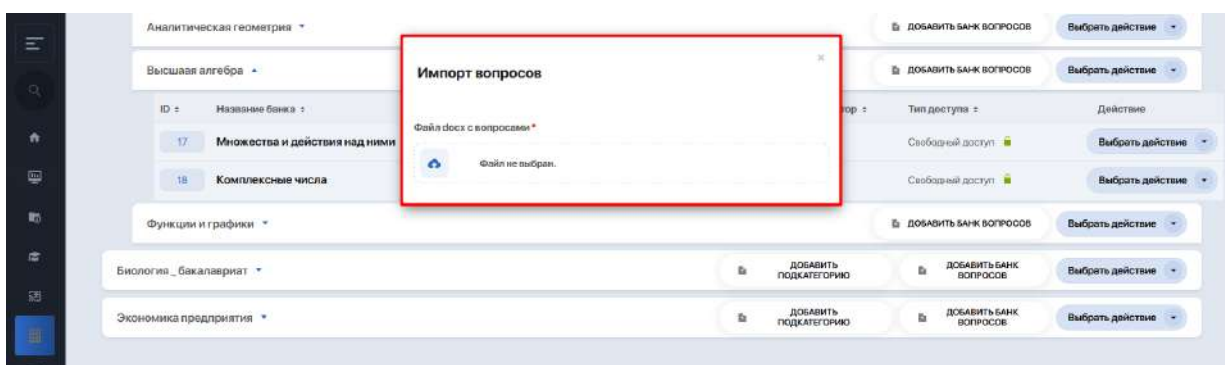 Аналитическая геометрия
ДОБАВИТЬ БАНК ВОПРОСОВ
Выбрать действие
Высшая алгебра
Импорт вопросов
×
ДОБАВИТЬ БАНК ВОПРОСОВ
Выбрать действие
ID
Название банка
тор
Тип доступа
Действие
Файл docx с вопросами *
17
Множества и действия над ними
Файл не выбран.
Свободный доступ
Выбрать действие
18
Комплексные числа
Свободный доступ
Выбрать действие
Функции и графики
ДОБАВИТЬ БАНК ВОПРОСОВ
Выбрать действие
Биология_бакалавриат
ДОБАВИТЬ
ПОДКАТЕГОРИЮ
ДОБАВИТЬ БАНК
ВОПРОСОВ
Выбрать действие
Экономика предприятия
ДОБАВИТЬ
ПОДКАТЕГОРИЮ
ДОБАВИТЬ БАНК
ВОПРОСОВ
Выбрать действие